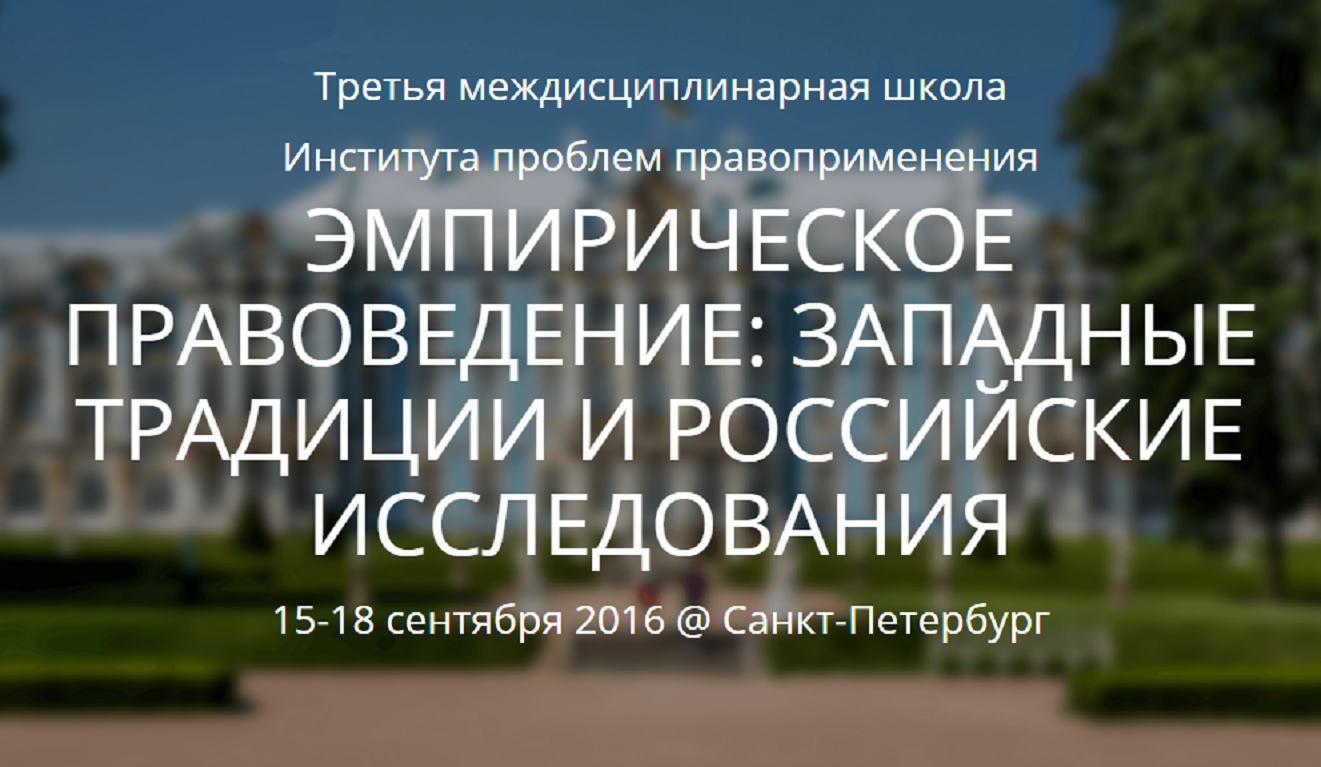 Третья междисциплинарная школа
Института проблем правоприменения
ЭМПИРИЧЕСКОЕ
ПРАВОВЕДЕНИЕ: ЗАПАДНЫЕ
ТРАДИЦИИ И РОССИЙСКИЕ
ИССЛЕДОВАНИЯ
15-18 сентября 2016 @ Санкт-Петербург